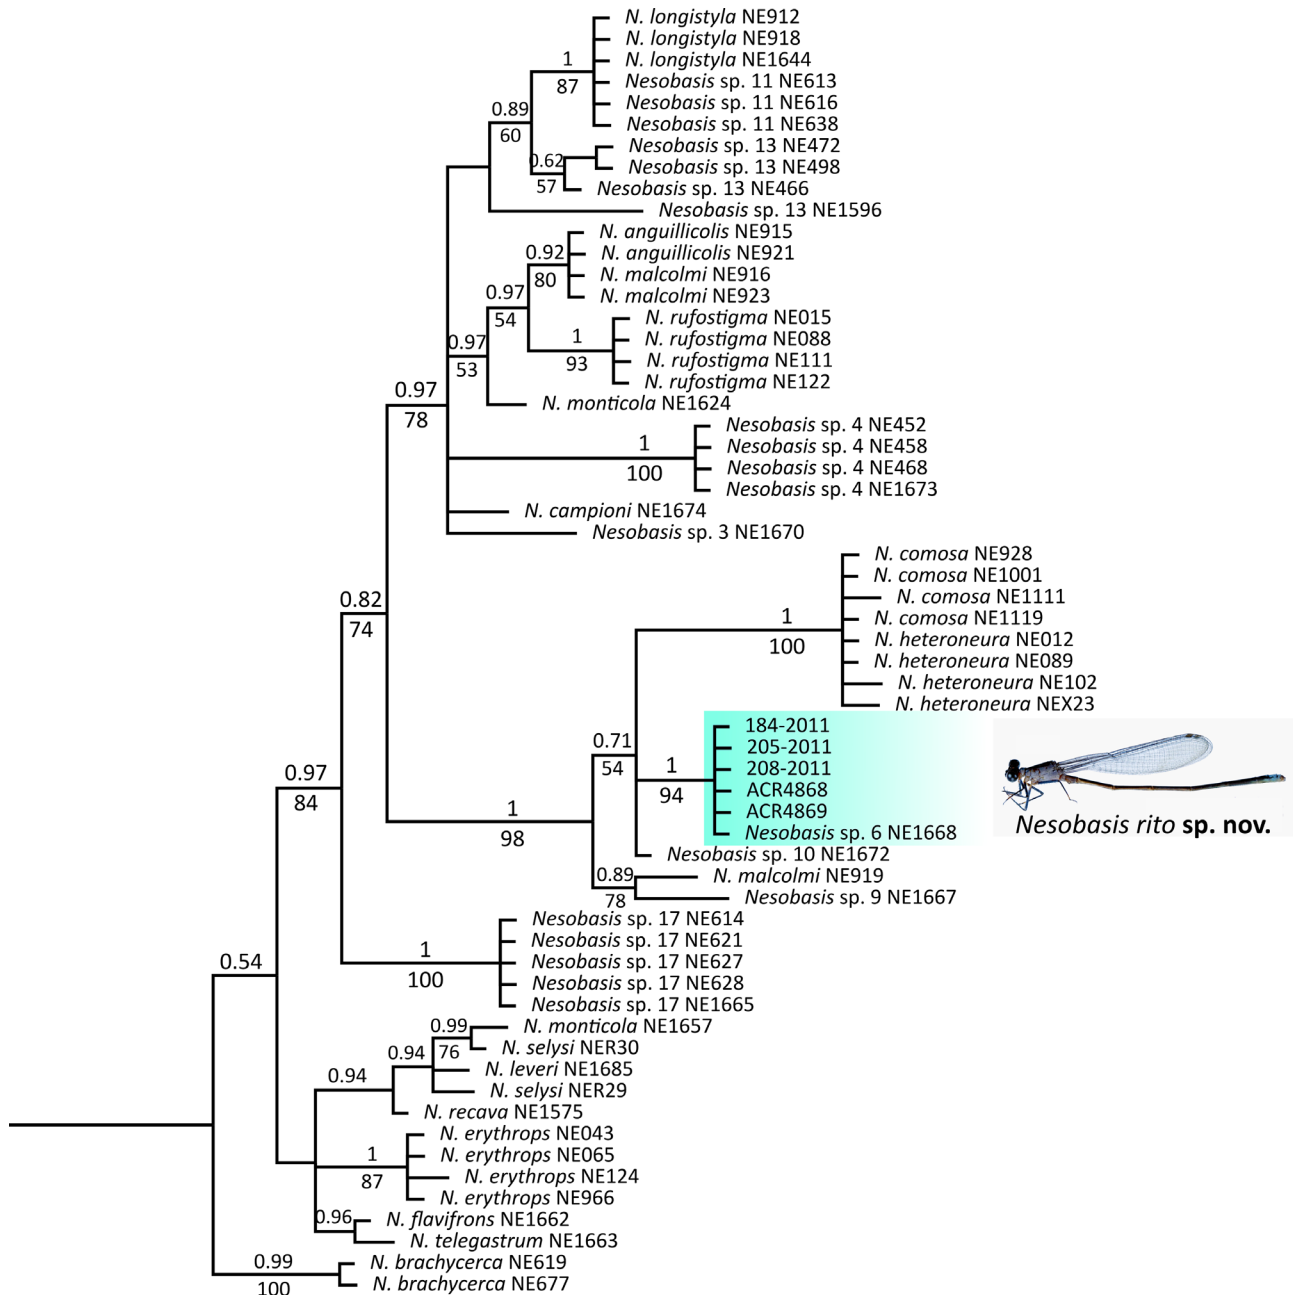 N. longistyla NE912
N. longistyla NE918
1
N. longistyla NE1644
87
Nesobasis sp. 11 NE613
0.89
Nesobasis sp. 11 NE616
60
Nesobasis sp. 11 NE638
Nesobasis sp. 13 NE472
0.62
Nesobasis sp. 13 NE498
57
Nesobasis sp. 13 NE466
Nesobasis sp. 13 NE1596
N. anguillicolis NE915
0.92
N. anguillicolis NE921
80
N. malcolmi NE916
0.97
N. malcolmi NE923
54
N. rufostigma NE015
1
N. rufostigma NE088
0.97
93
N. rufostigma NE111
53
N. rufostigma NE122
0.97
N. monticola NE1624
78
Nesobasis sp. 4 NE452
1
Nesobasis sp. 4 NE458
100
Nesobasis sp. 4 NE468
Nesobasis sp. 4 NE1673
N. campioni NE1674
Nesobasis sp. 3 NE1670
N. comosa NE928
N. comosa NE1001
0.82
N. comosa NE1111
74
1
N. comosa NE1119
100
N. heteroneura NE012
N. heteroneura NE089
N. heteroneura NE102
N. heteroneura NEX23
184-2011
0.71
205-2011
54
1
208-2011
0.97
94
ACR4868
84
1
ACR4869
98
Nesobasis sp. 6 NE1668
Nesobasis rito sp. nov.
Nesobasis sp. 10 NE1672
0.89
N. malcolmi NE919
78
Nesobasis sp. 9 NE1667
Nesobasis sp. 17 NE614
1
Nesobasis sp. 17 NE621
0.54
100
Nesobasis sp. 17 NE627
Nesobasis sp. 17 NE628
Nesobasis sp. 17 NE1665
0.99
N. monticola NE1657
0.94
76
N. selysi NER30
0.94
N. leveri NE1685
N. selysi NER29
N. recava NE1575
N. erythrops NE043
1
N. erythrops NE065
87
N. erythrops NE124
N. erythrops NE966
0.96
N. flavifrons NE1662
N. telegastrum NE1663
0.99
N. brachycerca NE619
100
N. brachycerca NE677